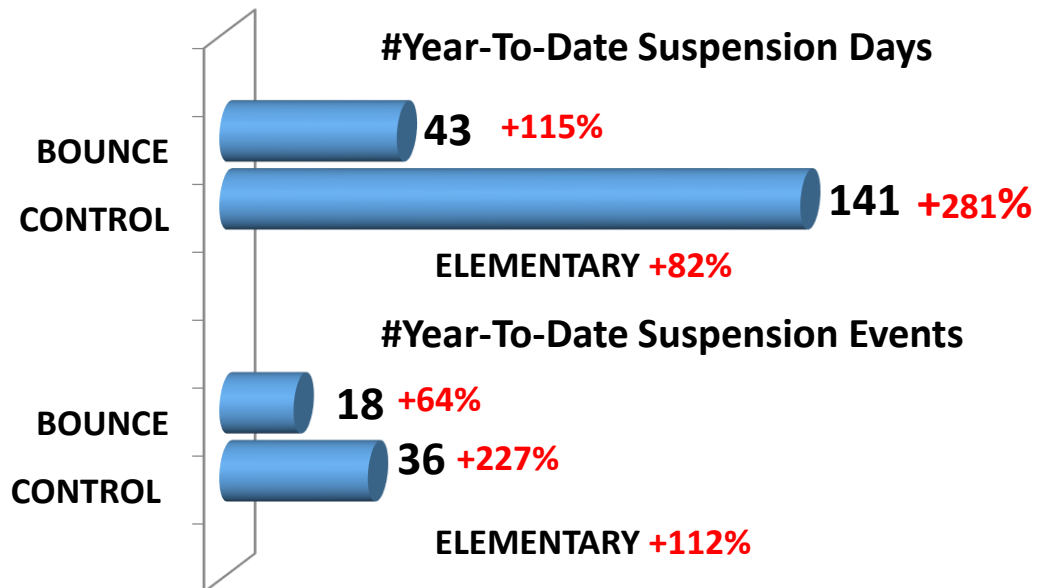 #Year-To-Date Suspension Days
BOUNCE 43 +115%
CONTROL 141 +281%
ELEMENTARY +82%
#Year-To-Date Suspension Events
BOUNCE 18 +64%
CONTROL 36 +227%
ELEMENTARY +112%